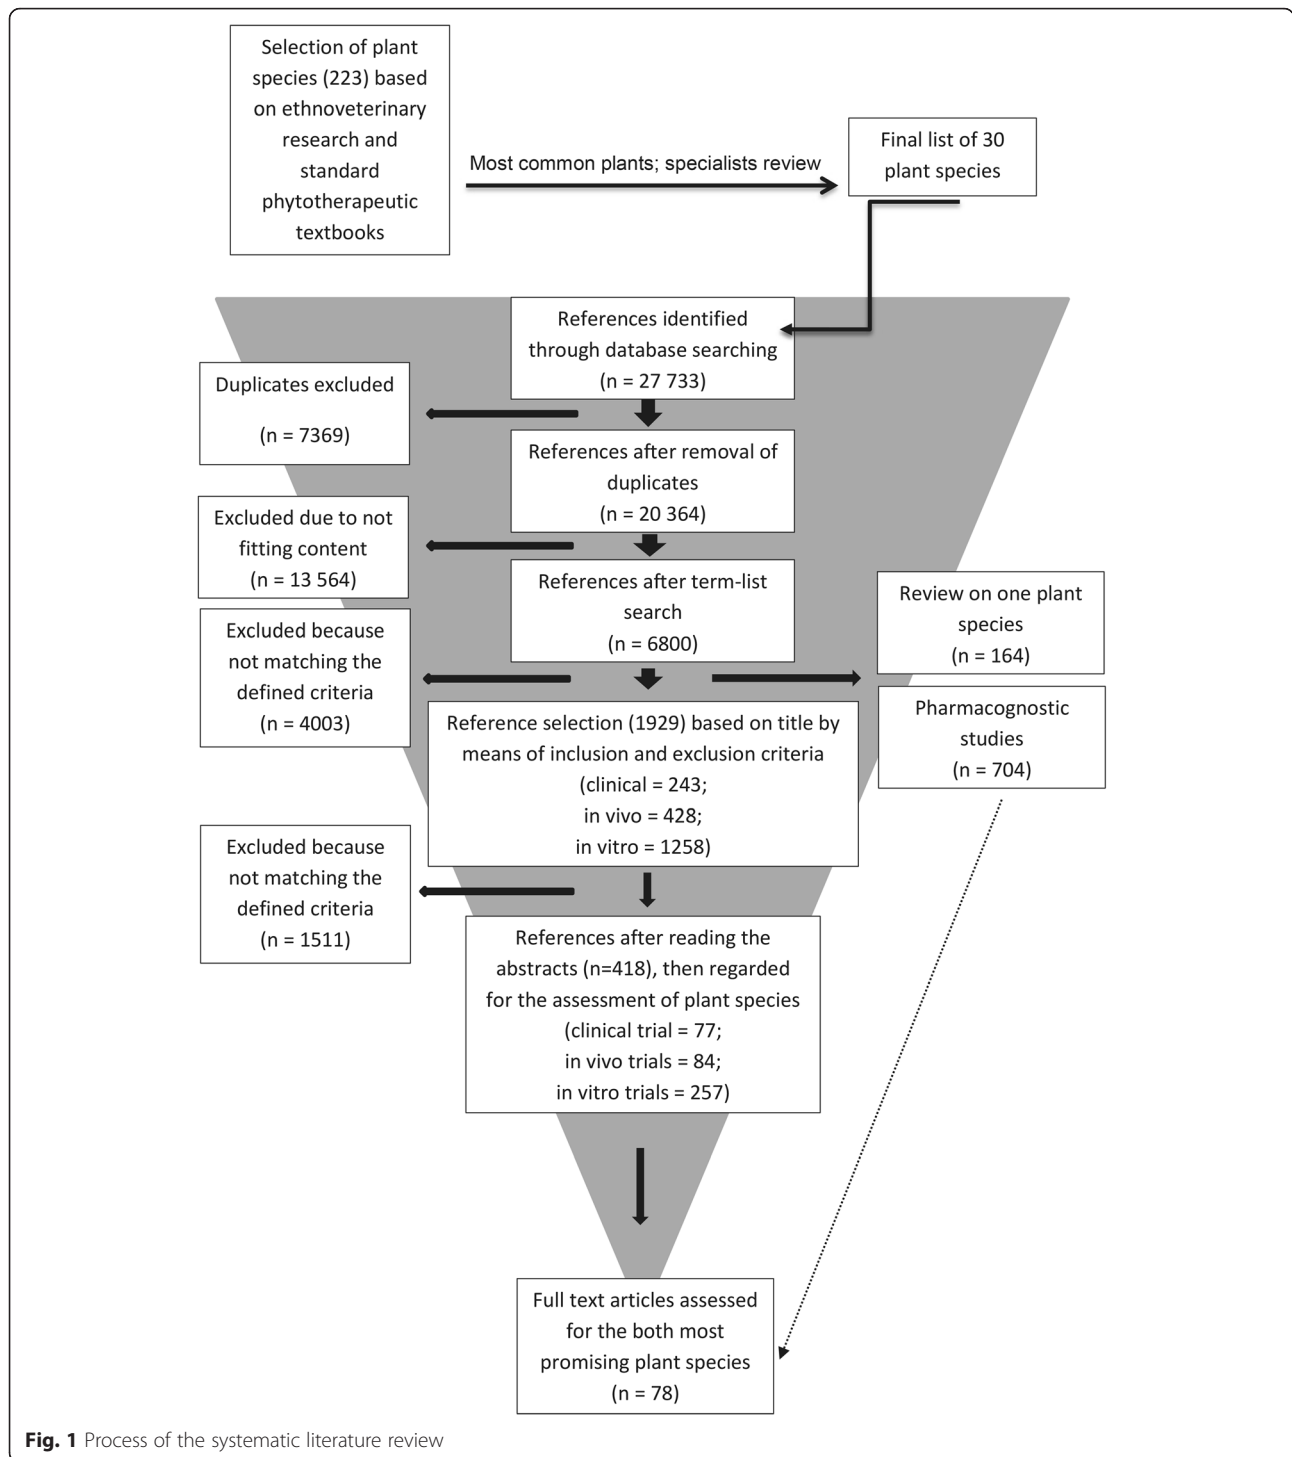 Selection of plant
species (223) based
on ethnoveterinary
research and
standard
phytotherapeutic
textbooks
Most common plants; specialists review
Final list of 30
plant species
References identified
through database searching
(n = 27 733)
Duplicates excluded
(n = 7369)
References after removal of
duplicates
(n = 20 364)
Excluded due to not
fitting content
(n = 13 564)
References after term-list
search
(n = 6800)
Review on one plant
species
(n = 164)
Excluded because
not matching the
defined criteria
(n = 4003)
Pharmacognostic
studies
(n = 704)
Reference selection (1929) based on title by
means of inclusion and exclusion criteria
(clinical = 243;
in vivo = 428;
in vitro = 1258)
Excluded because
not matching the
defined criteria
(n = 1511)
References after reading the
abstracts (n=418), then regarded
for the assessment of plant species
(clinical trial = 77;
in vivo trials = 84;
in vitro trials = 257)
Full text articles assessed
for the both most
promising plant species
(n = 78)
Fig. 1 Process of the systematic literature review